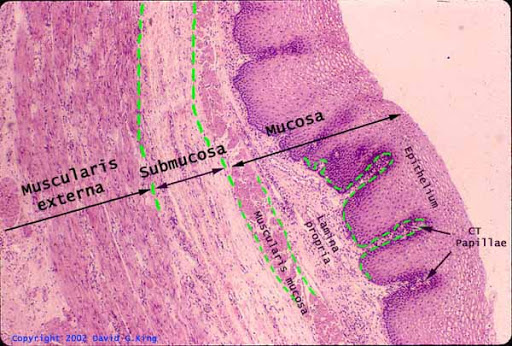 Muscularis
externa
Submucosa
Mucosa
Epithelium
CT
Papillae
Lamina
propria
Muscularis mucosa
Copyright 2002 David G. King